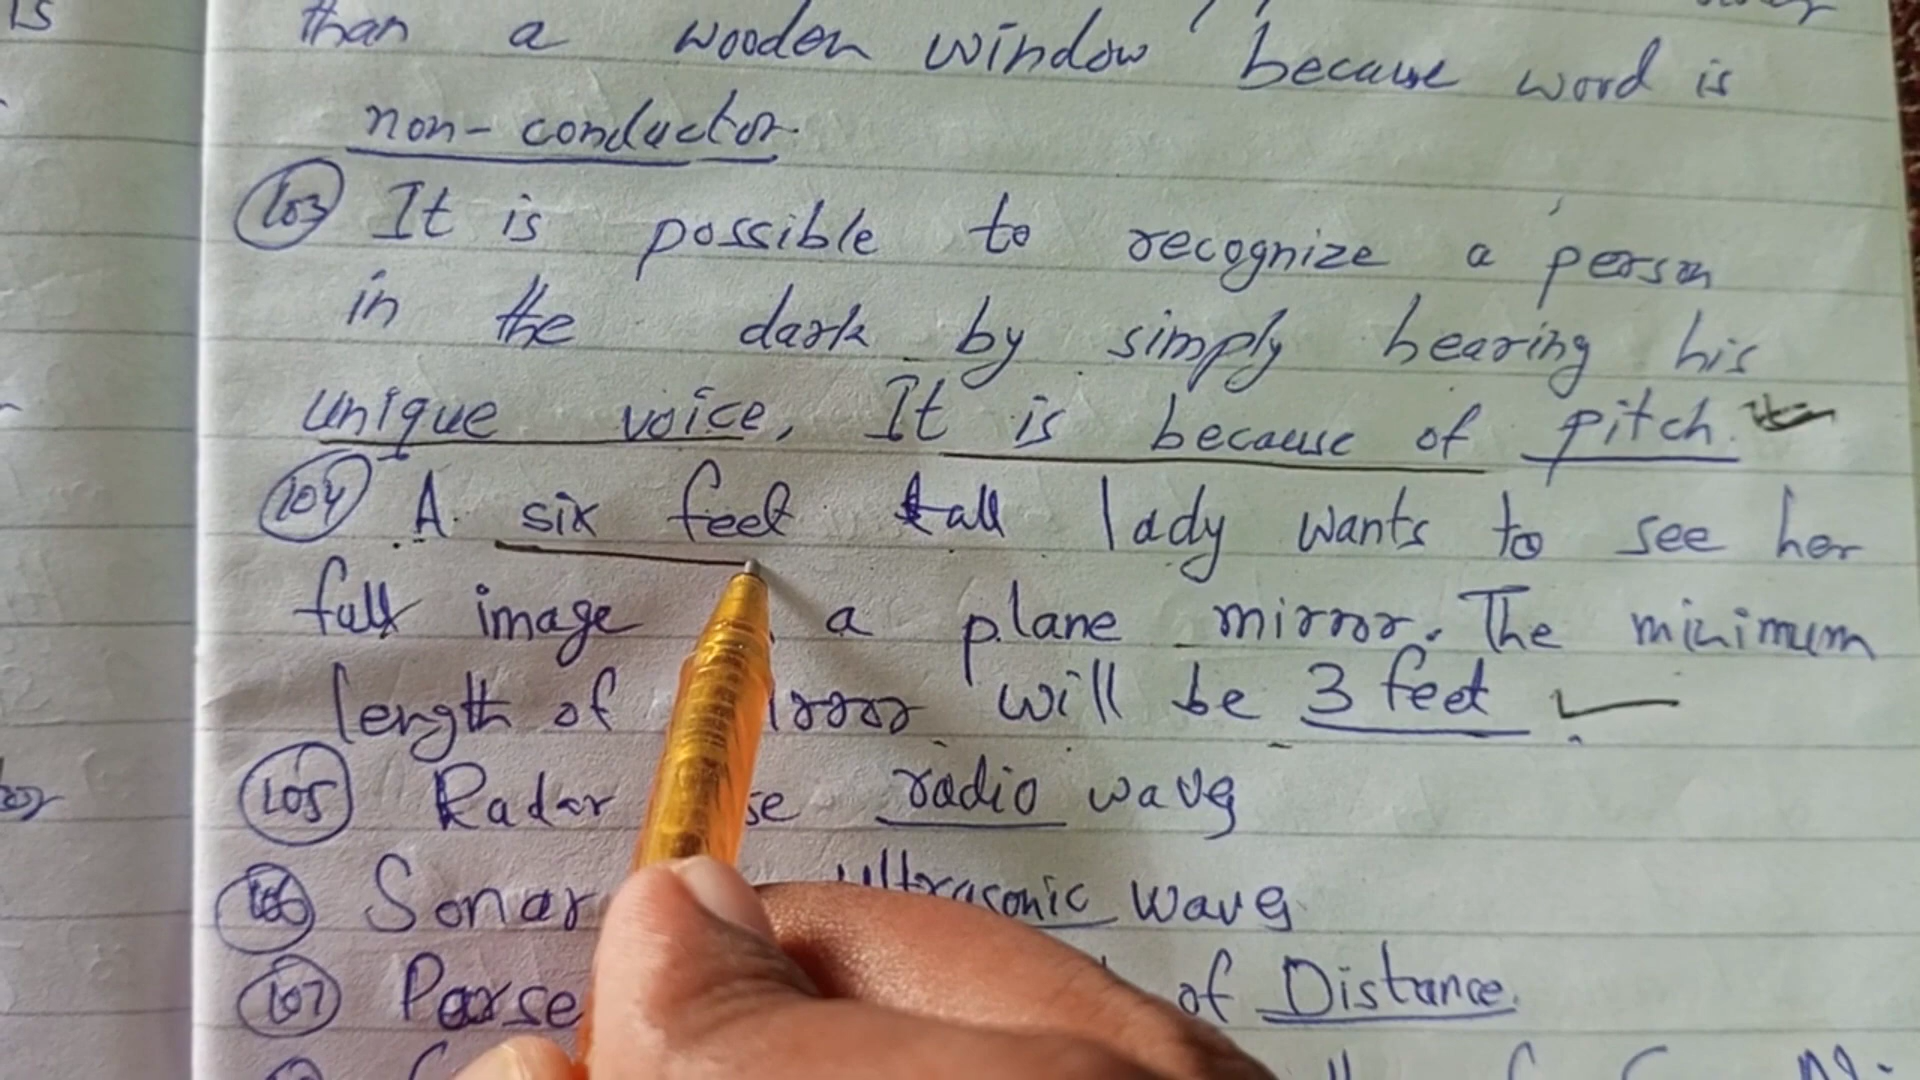 is
than a wooden window because word is
non-conductor.
103 It is possible to recognize a person
in the dark by simply hearing his
unique voice, It is because of pitch.
104 A six feet tall lady wants to see her
full image a plane mirror. The minimum
length of will be 3 feet
105 Radar radio wave
106 Sonar ultrasonic wave
107 of Distance.